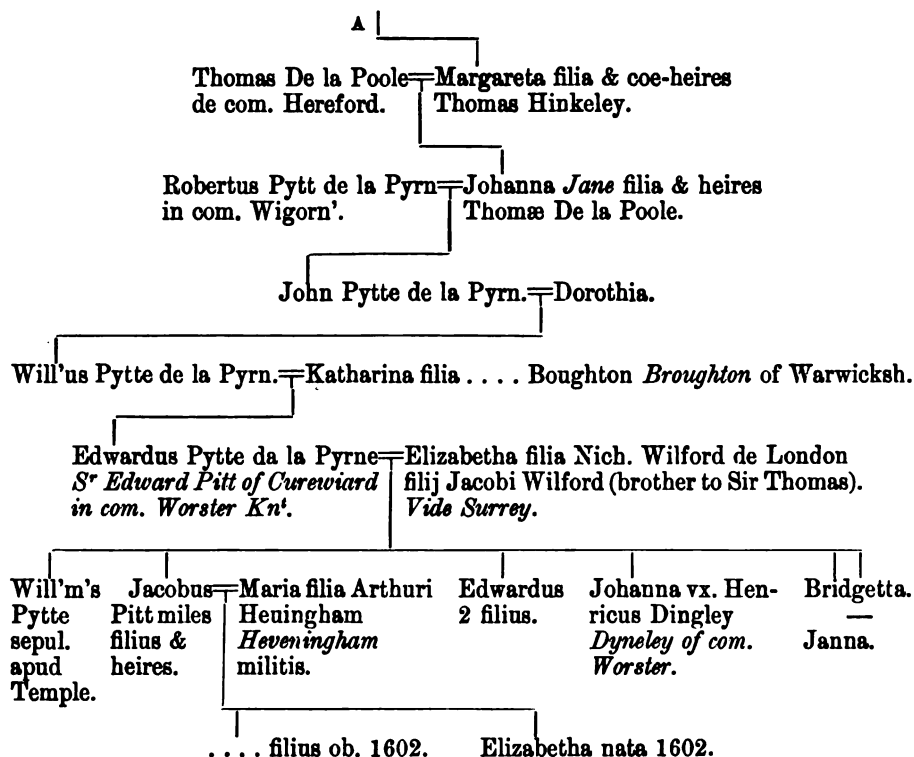 A
Thomas De la Poole=Margareta filia & coe-heires
de com. Hereford. Thomas Hinkeley.
Robertus Pytt de la Pyrn=Johanna Jane filia & heires
in com. Wigorn'. Thomæ De la Poole.
John Pytte de la Pyrn.=Dorothia.
Will'us Pytte de la Pyrn.=Katharina filia .... Boughton Broughton of Warwicksh.
Edwardus Pytte da la Pyrne=Elizabetha filia Nich. Wilford de London
Sr Edward Pitt of Curewiard filij Jacobi Wilford (brother to Sir Thomas).
in com. Worster Knt. Vide Surrey.
Will'm's
Pytte
sepul.
apud
Temple.
Jacobus=Maria filia Arthuri
Pitt miles Heuingham
filius & Heveningham
heires. militis.
Edwardus
2 filius.
Johanna vx. Hen-
ricus Dingley
Dyneley of com.
Worster.
Bridgetta.
—
Janna.
.... filius ob. 1602. Elizabetha nata 1602.